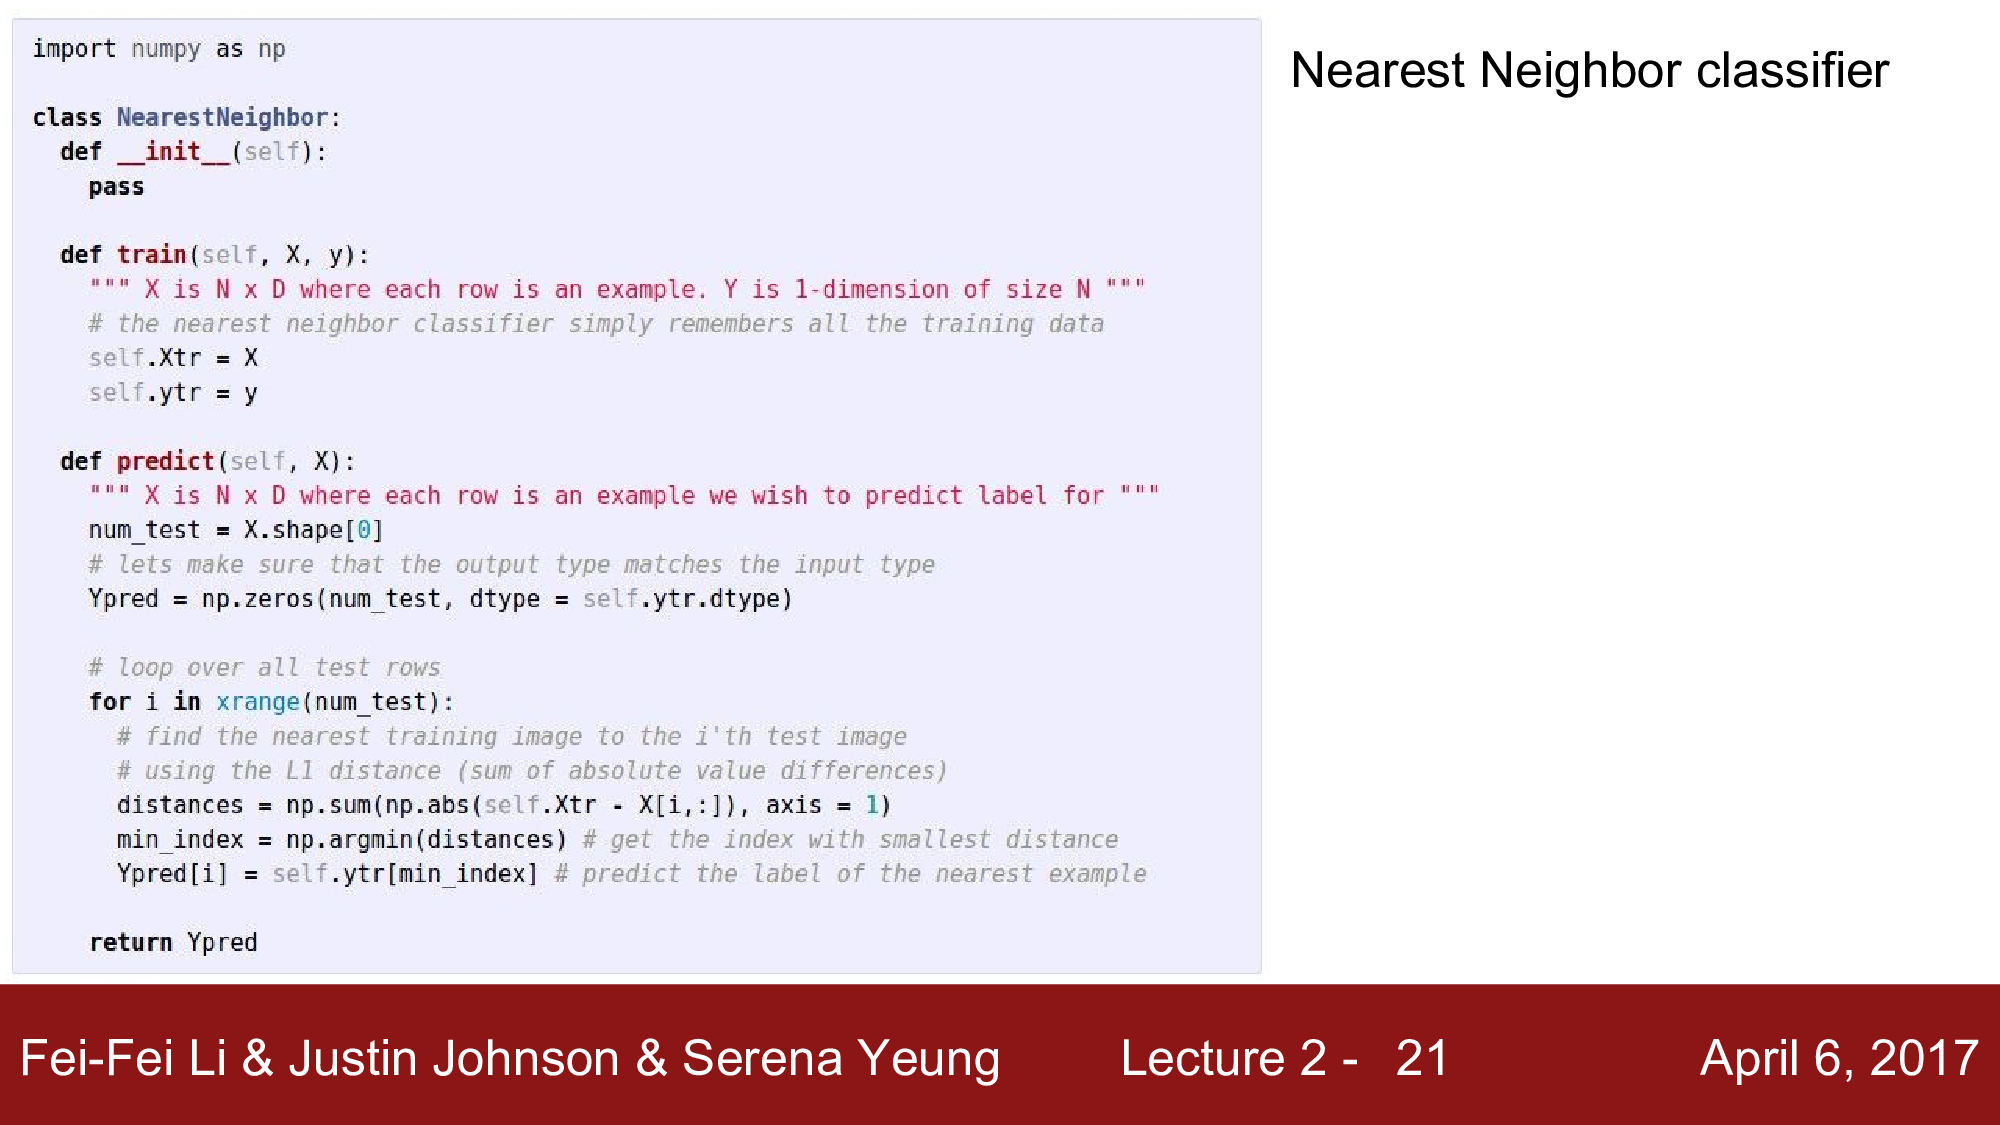 import numpy as np
class NearestNeighbor:
  def __init__(self):
    pass
  def train(self, X, y):
    """ X is N x D where each row is an example. Y is 1-dimension of size N """
    # the nearest neighbor classifier simply remembers all the training data
    self.Xtr = X
    self.ytr = y
  def predict(self, X):
    """ X is N x D where each row is an example we wish to predict label for """
    num_test = X.shape[0]
    # lets make sure that the output type matches the input type
    Ypred = np.zeros(num_test, dtype = self.ytr.dtype)
    # loop over all test rows
    for i in xrange(num_test):
      # find the nearest training image to the i'th test image
      # using the L1 distance (sum of absolute value differences)
      distances = np.sum(np.abs(self.Xtr - X[i,:]), axis = 1)
      min_index = np.argmin(distances) # get the index with smallest distance
      Ypred[i] = self.ytr[min_index] # predict the label of the nearest example
    return Ypred
Nearest Neighbor classifier
Fei-Fei Li & Justin Johnson & Serena Yeung Lecture 2 - 21 April 6, 2017